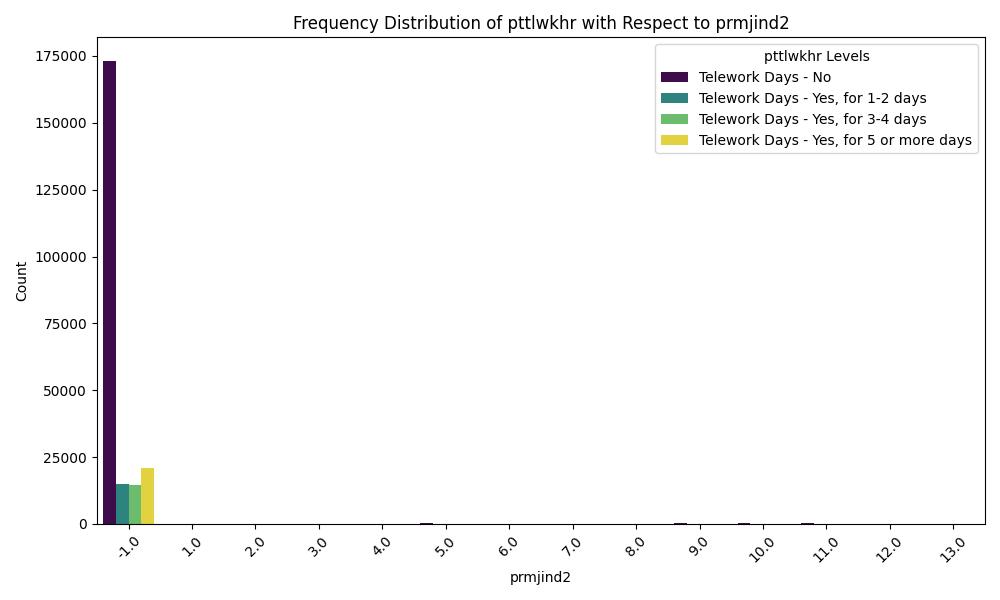 Frequency Distribution of pttlwkhr with Respect to prmjind2
pttlwkhr Levels
Telework Days - No
Telework Days - Yes, for 1-2 days
Telework Days - Yes, for 3-4 days
Telework Days - Yes, for 5 or more days
Count
175000
150000
125000
100000
75000
50000
25000
0
-1.0
1.0
2.0
3.0
4.0
5.0
6.0
7.0
8.0
9.0
10.0
11.0
12.0
13.0
prmjind2